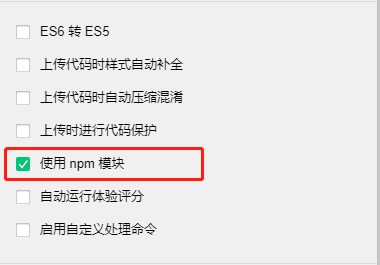 ES6 转 ES5
上传代码时样式自动补全
上传代码时自动压缩混淆
上传时进行代码保护
使用 npm 模块
自动运行体验评分
启用自定义处理命令